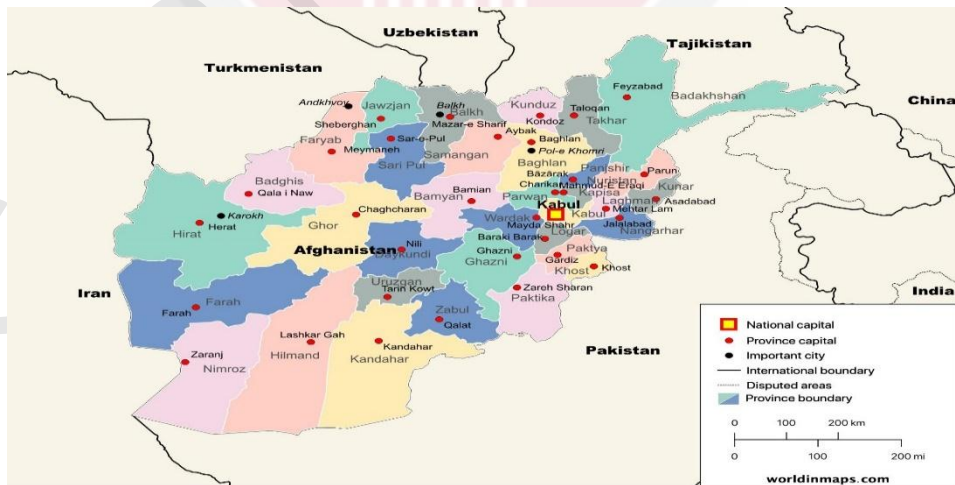 Uzbekistan
Tajikistan
Turkmenistan
China
Feyzabad
Badakhshan
Andkhvoy
Jawzjan
Balkh
Balkh
Kunduz
Taloqan
Sheberghan
Mazar-e Sharif
Kondoz
Takhar
Faryab
Sar-o-Pul
Aybak
Baghlan
Meymaneh
Samangan
Pol-e Khomri
Sari Pul
Baghlan
Panjshir
Badghis
Bazarak
Nuristan
Parun
Qala i Naw
Bamian
Charikar
Mahmud-E Eraqi
Kunar
Bamyan
Parwan
Kapisa
Laghman
Asadabad
Karokh
Chaghcharan
Kabul
Kabul
Mehtar Lam
Hirat
Herat
Ghor
Wardak
Mayda Shahr
Jalalabad
Nangarhar
Logar
Afghanistan
Nili
Baraki Barak
Paktya
Daykundi
Ghazni
Ghazni
Gardiz
Khost
Khost
Iran
Uruzgan
Tarin Kowt
Zareh Sharan
India
Farah
Farah
Zabul
Paktika
Qalat
Lashkar Gah
Kandahar
Hilmand
Kandahar
Zaranj
Nimroz
Pakistan
National capital
Province capital
Important city
International boundary
Disputed areas
Province boundary
0 100 200 km
0 100 200 mi
worldinmaps.com